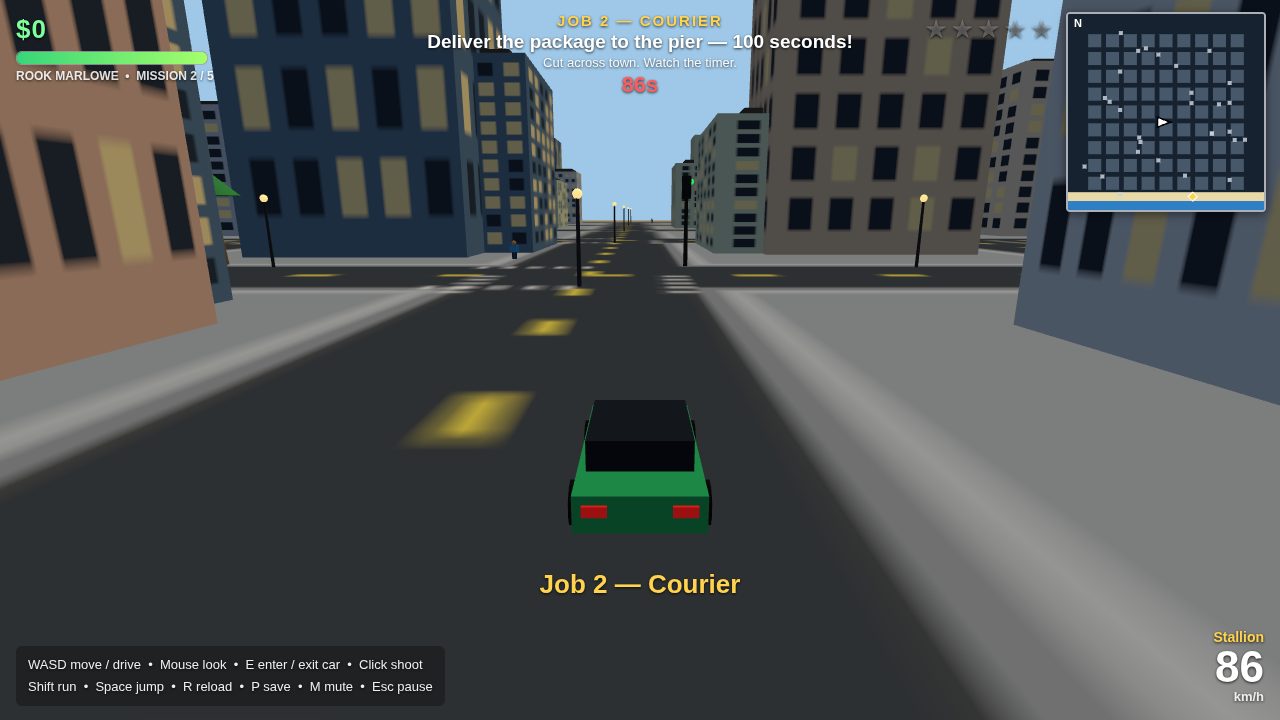 $0
ROOK MARLOWE • MISSION 2 / 5
JOB 2 — COURIER
Deliver the package to the pier — 100 seconds!
Cut across town. Watch the timer.
86s
N
Job 2 — Courier
WASD move / drive • Mouse look • E enter / exit car • Click shoot
Shift run • Space jump • R reload • P save • M mute • Esc pause
Stallion
86
km/h